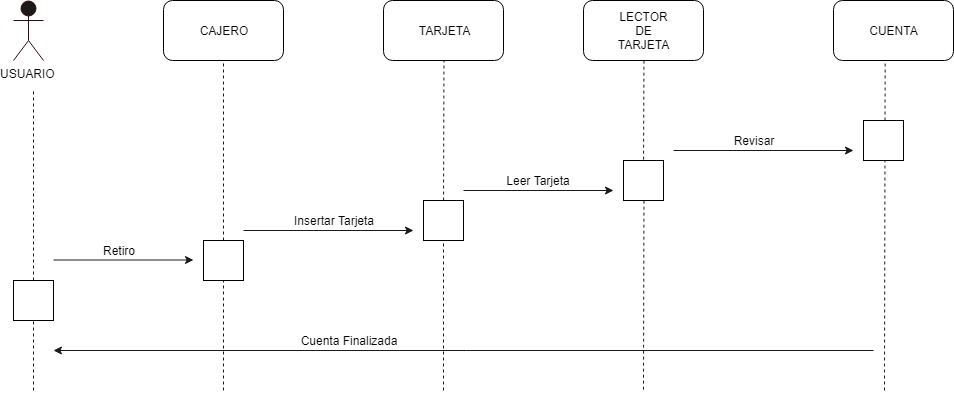 USUARIO
CAJERO
TARJETA
LECTOR
DE
TARJETA
CUENTA
Revisar
Leer Tarjeta
Insertar Tarjeta
Retiro
Cuenta Finalizada